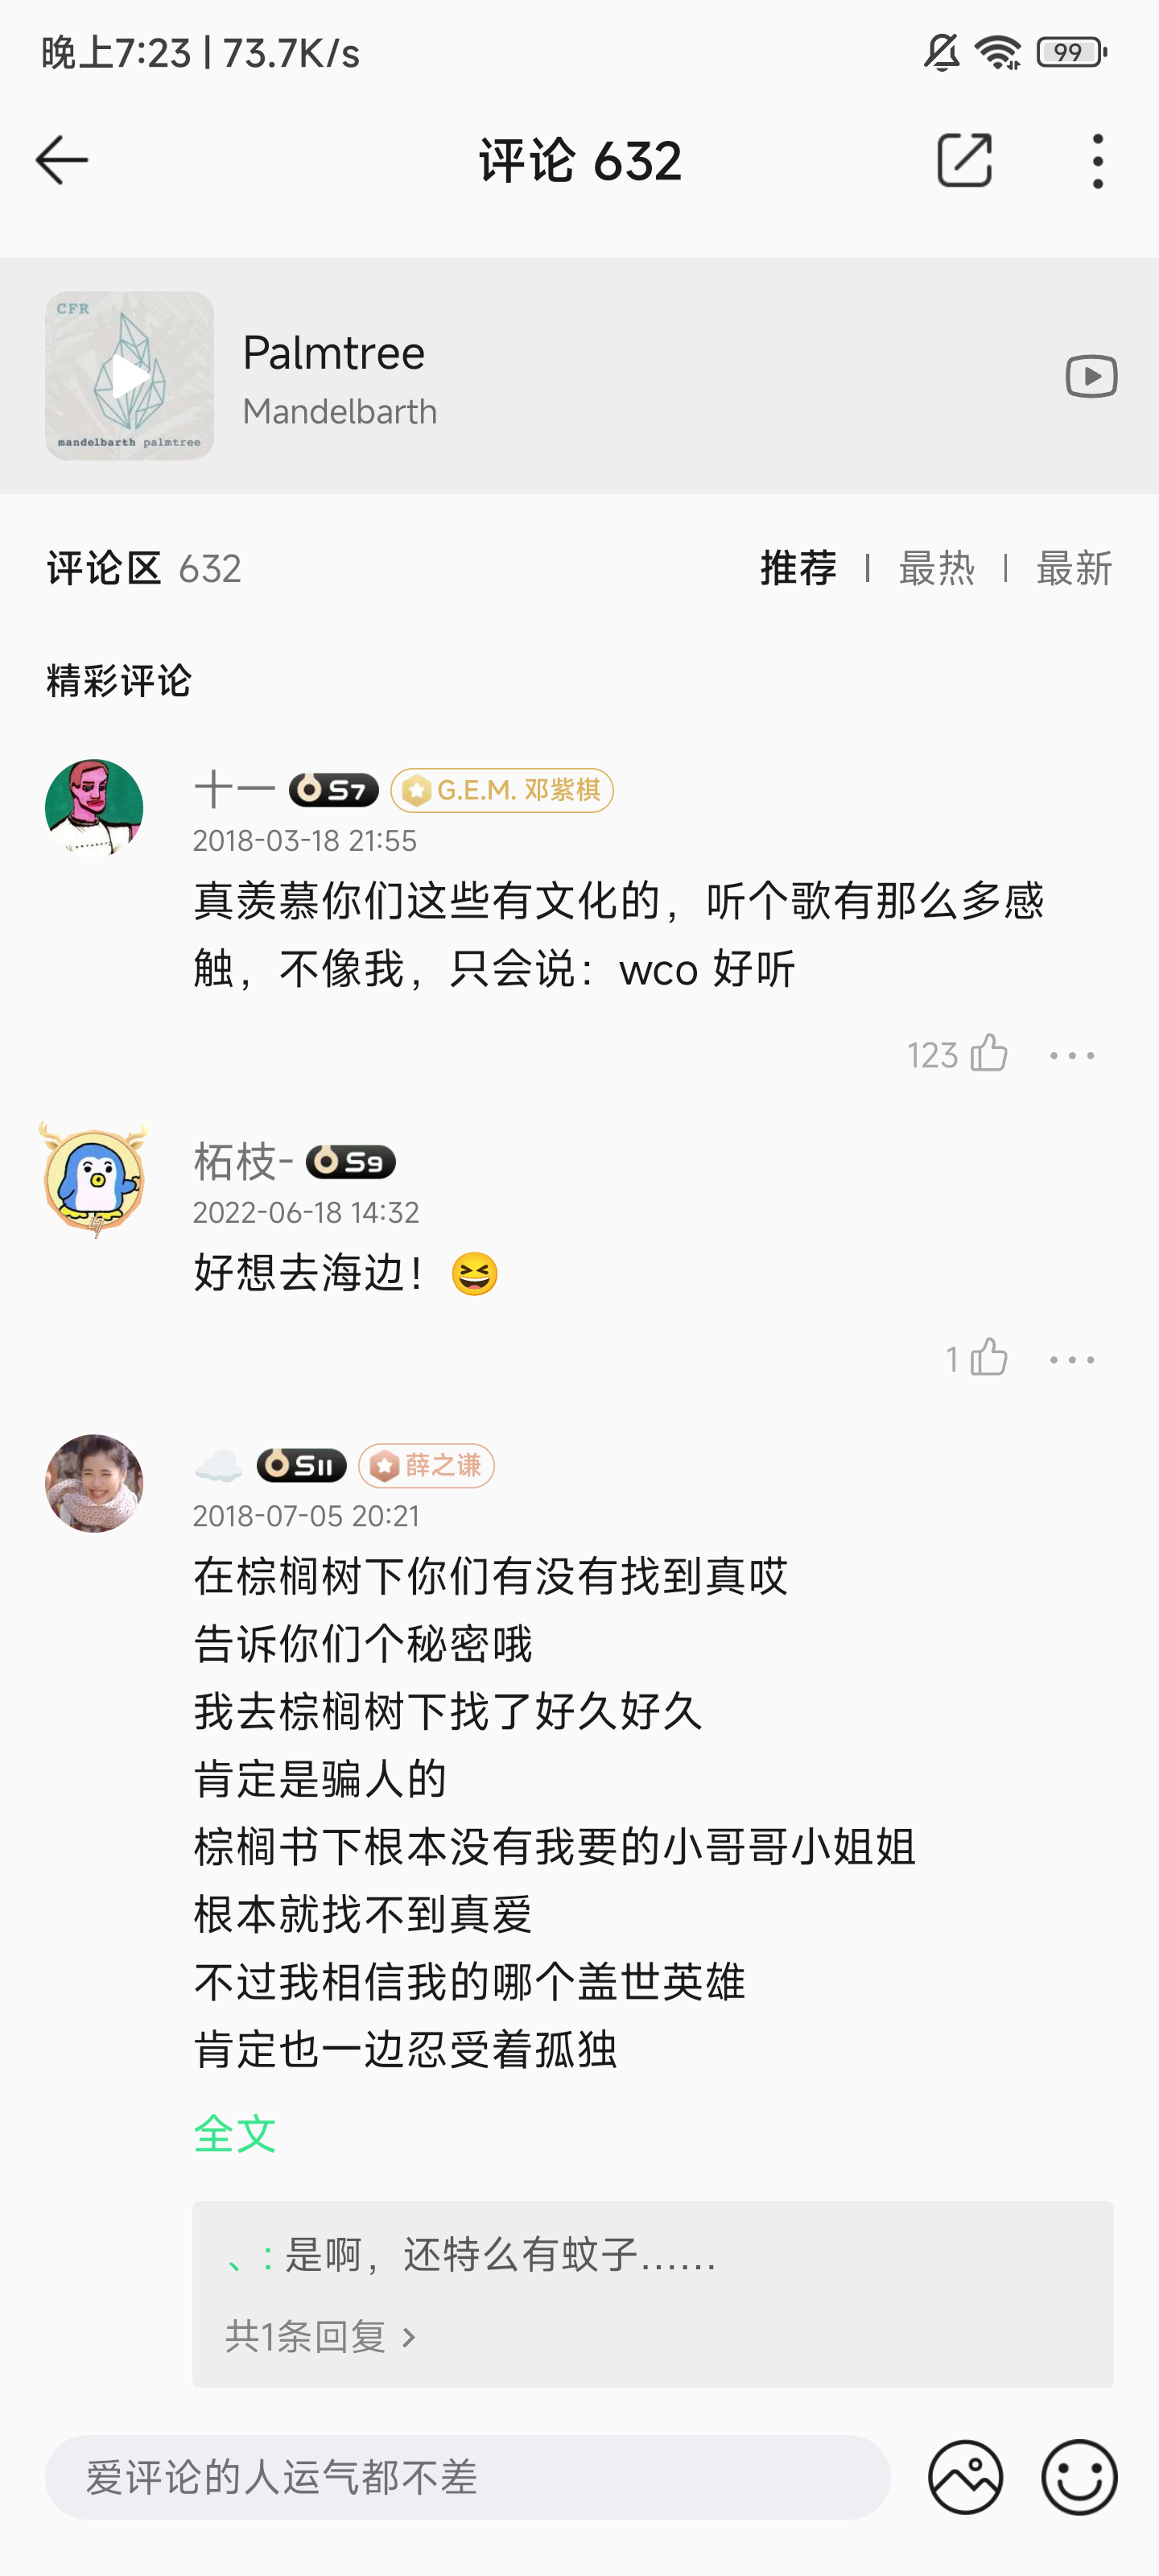 晚上7:23 | 73.7K/s
99
评论 632
CFR
mandelbarth palmtree
Palmtree
Mandelbarth
评论区 632
推荐 | 最热 | 最新
精彩评论
十一 S7 G.E.M. 邓紫棋
2018-03-18 21:55
真羡慕你们这些有文化的，听个歌有那么多感
触，不像我，只会说：wco 好听
123
柘枝- S9
2022-06-18 14:32
好想去海边！😆
1
☁️ S11 薛之谦
2018-07-05 20:21
在棕榈树下你们有没有找到真哎
告诉你们个秘密哦
我去棕榈树下找了好久好久
肯定是骗人的
棕榈书下根本没有我要的小哥哥小姐姐
根本就找不到真爱
不过我相信我的哪个盖世英雄
肯定也一边忍受着孤独
全文
、: 是啊，还特么有蚊子……
共1条回复 >
爱评论的人运气都不差